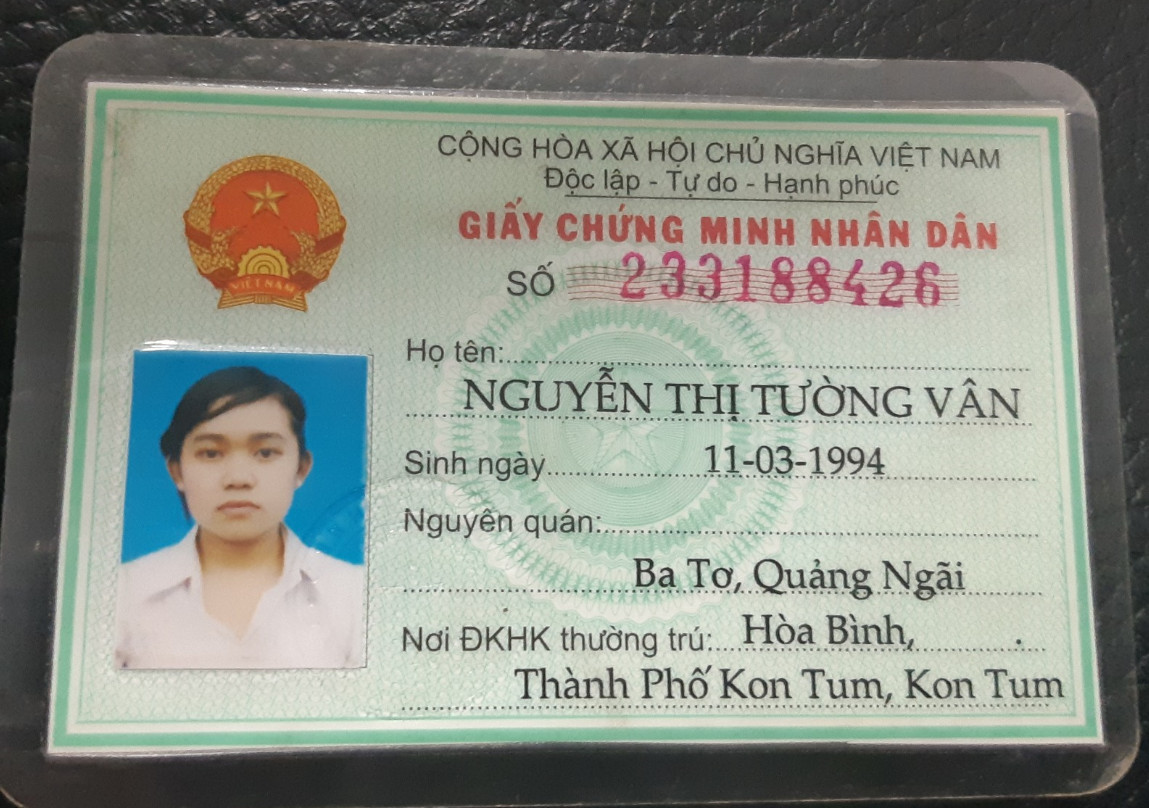 CỘNG HÒA XÃ HỘI CHỦ NGHĨA VIỆT NAM
Độc lập - Tự do - Hạnh phúc
GIẤY CHỨNG MINH NHÂN DÂN
SỐ 233188426
VIỆT NAM
Họ tên:
NGUYỄN THỊ TƯỜNG VÂN
Sinh ngày 11-03-1994
Nguyên quán:
Ba Tơ, Quảng Ngãi
Nơi ĐKHK thường trú: Hòa Bình,
Thành Phố Kon Tum, Kon Tum